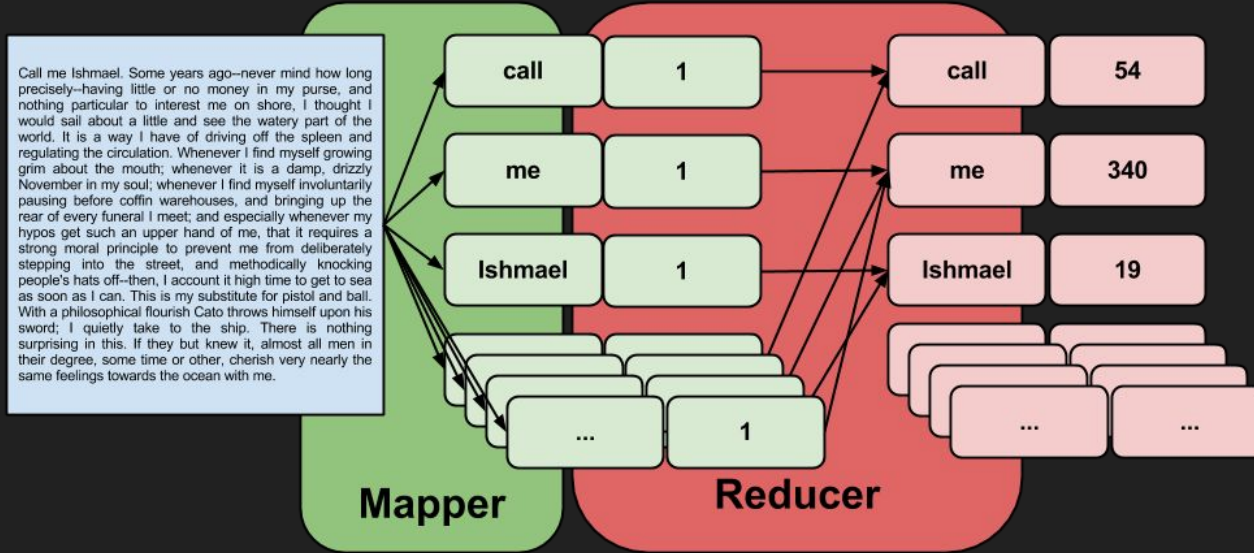 Call me Ishmael. Some years ago--never mind how long
precisely--having little or no money in my purse, and
nothing particular to interest me on shore, I thought I
would sail about a little and see the watery part of the
world. It is a way I have of driving off the spleen and
regulating the circulation. Whenever I find myself growing
grim about the mouth; whenever it is a damp, drizzly
November in my soul; whenever I find myself involuntarily
pausing before coffin warehouses, and bringing up the
rear of every funeral I meet; and especially whenever my
hypos get such an upper hand of me, that it requires a
strong moral principle to prevent me from deliberately
stepping into the street, and methodically knocking
people's hats off--then, I account it high time to get to sea
as soon as I can. This is my substitute for pistol and ball.
With a philosophical flourish Cato throws himself upon his
sword; I quietly take to the ship. There is nothing
surprising in this. If they but knew it, almost all men in
their degree, some time or other, cherish very nearly the
same feelings towards the ocean with me.
call 1 call 54
me 1 me 340
Ishmael 1 Ishmael 19
... 1 ... ...
Mapper Reducer